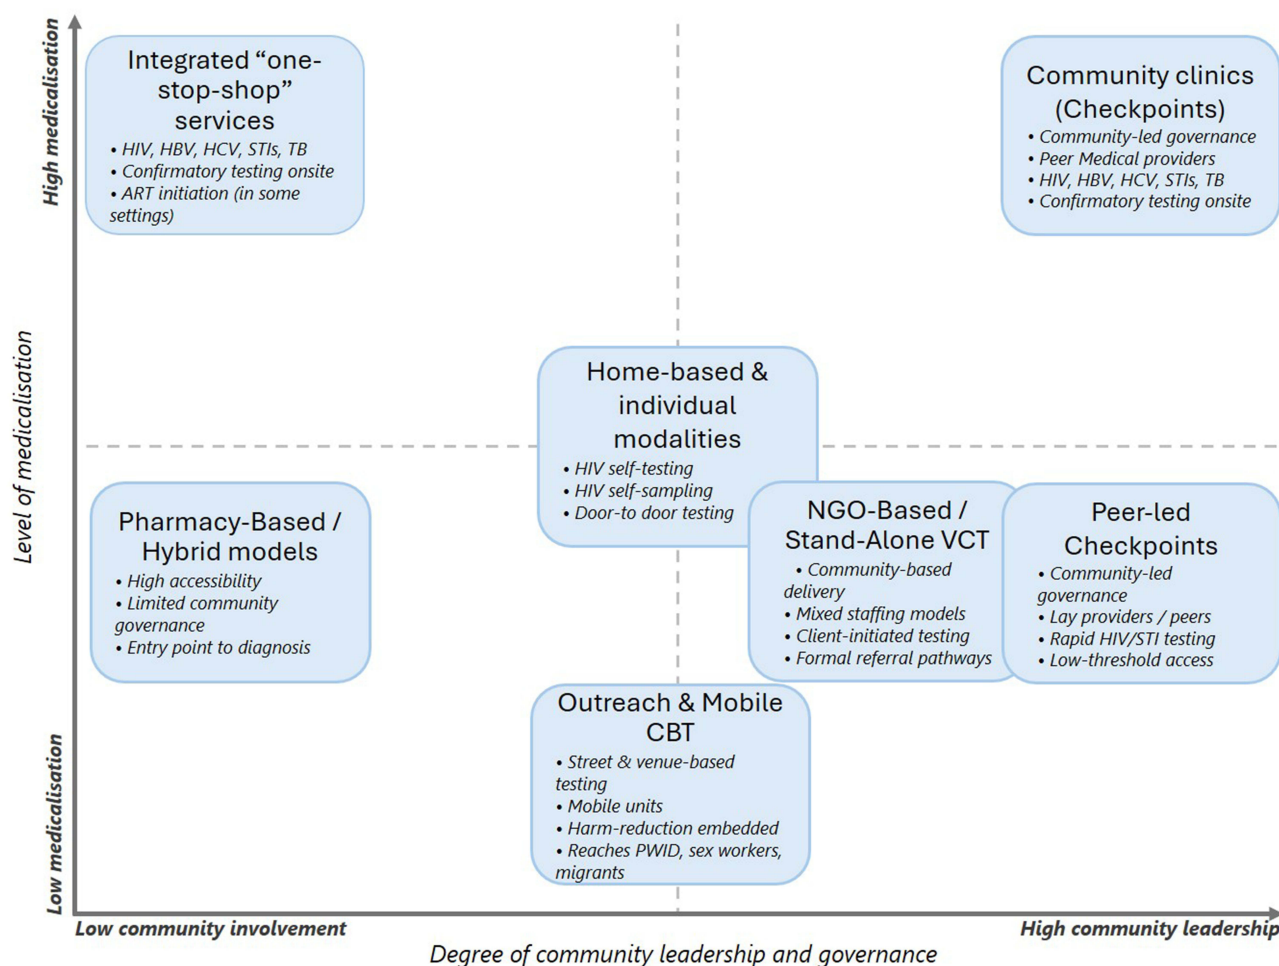 High medicalisation
Level of medicalisation
Low medicalisation
Integrated “one-
stop-shop”
services
• HIV, HBV, HCV, STIs, TB
• Confirmatory testing onsite
• ART initiation (in some
settings)
Community clinics
(Checkpoints)
• Community-led governance
• Peer Medical providers
• HIV, HBV, HCV, STIs, TB
• Confirmatory testing onsite
Home-based &
individual
modalities
• HIV self-testing
• HIV self-sampling
• Door-to door testing
Pharmacy-Based /
Hybrid models
• High accessibility
• Limited community
governance
• Entry point to diagnosis
NGO-Based /
Stand-Alone VCT
• Community-based
delivery
• Mixed staffing models
• Client-initiated testing
• Formal referral pathways
Peer-led
Checkpoints
• Community-led
governance
• Lay providers / peers
• Rapid HIV/STI testing
• Low-threshold access
Outreach & Mobile
CBT
• Street & venue-based
testing
• Mobile units
• Harm-reduction embedded
• Reaches PWID, sex workers,
migrants
Low community involvement
High community leadership
Degree of community leadership and governance